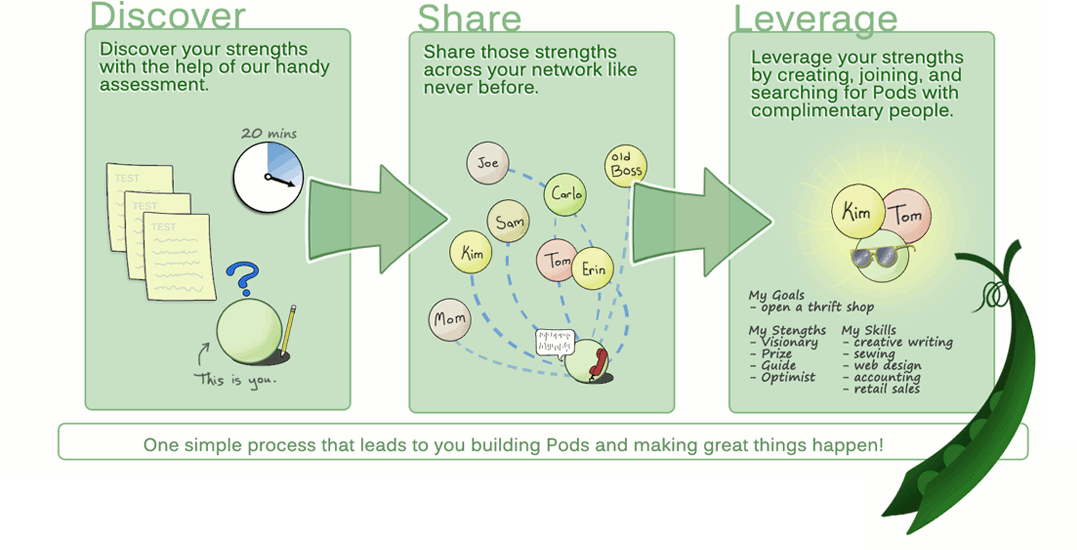 Discover
Discover your strengths
with the help of our handy
assessment.
20 mins
TEST
TEST
TEST
?
This is you.
Share
Share those strengths
across your network like
never before.
Joe
old
Boss
Carlo
Sam
Kim
Tom
Erin
Mom
Leverage
Leverage your strengths
by creating, joining, and
searching for Pods with
complimentary people.
Kim
Tom
My Goals
- open a thrift shop
My Stengths
- Visionary
- Prize
- Guide
- Optimist
My Skills
- creative writing
- sewing
- web design
- accounting
- retail sales
One simple process that leads to you building Pods and making great things happen!